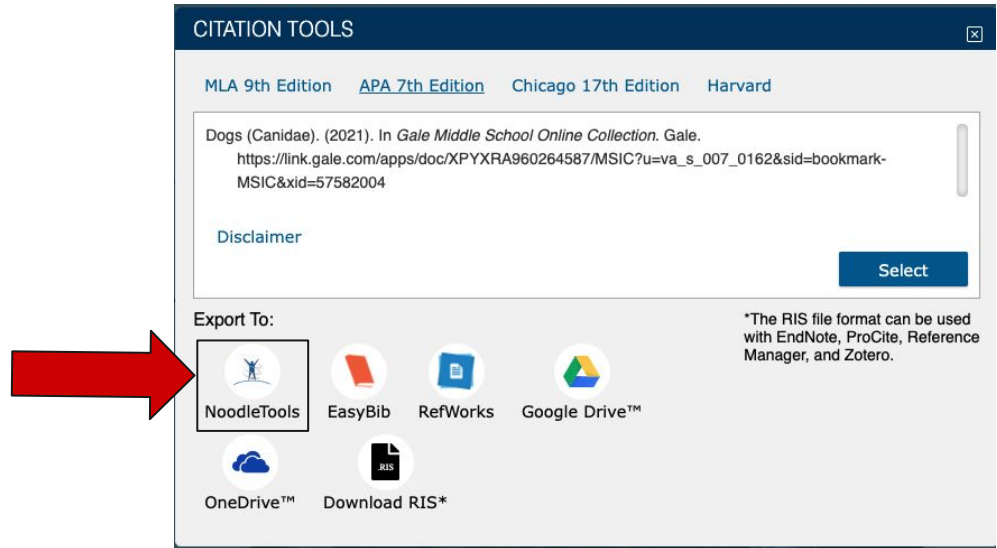 CITATION TOOLS
MLA 9th Edition APA 7th Edition Chicago 17th Edition Harvard
Dogs (Canidae). (2021). In Gale Middle School Online Collection. Gale.
https://link.gale.com/apps/doc/XPYXRA960264587/MSIC?u=va_s_007_0162&sid=bookmark-
MSIC&xid=57582004
Disclaimer
Select
Export To:
*The RIS file format can be used
with EndNote, ProCite, Reference
Manager, and Zotero.
NoodleTools EasyBib RefWorks Google Drive™
.RIS
OneDrive™ Download RIS*